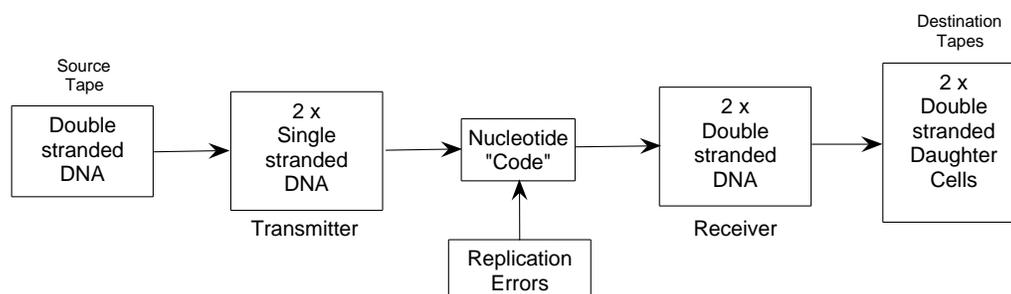 Source
Tape
Double
stranded
DNA
2 x
Single
stranded
DNA
Transmitter
Nucleotide
"Code"
Replication
Errors
2 x
Double
stranded
DNA
Receiver
Destination
Tapes
2 x
Double
stranded
Daughter
Cells